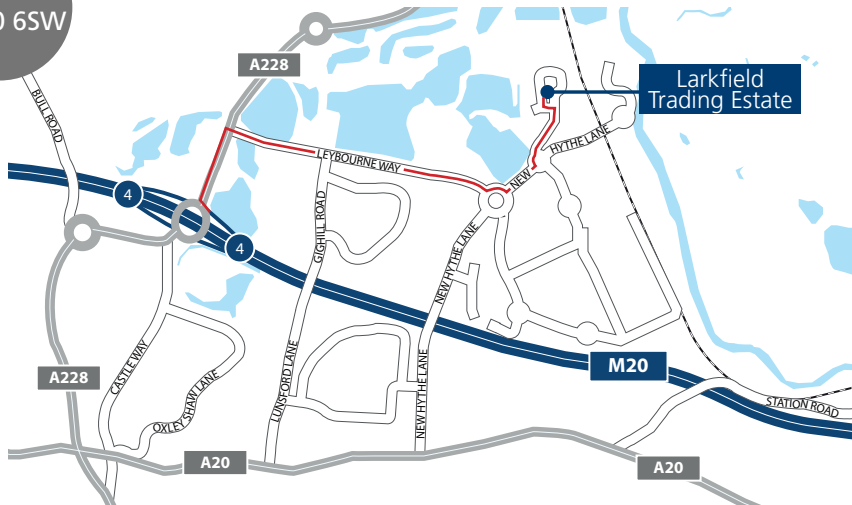 0 6SW
A228
Larkfield
Trading Estate
BULL ROAD
HYTHE LANE
LEYBOURNE WAY
NEW
4
GIGHILL ROAD
NEW HYTHE LANE
4
M20
CASTLE WAY
A228
OXLEY SHAW LANE
LUNSFORD LANE
NEW HYTHE LANE
STATION ROAD
A20
A20